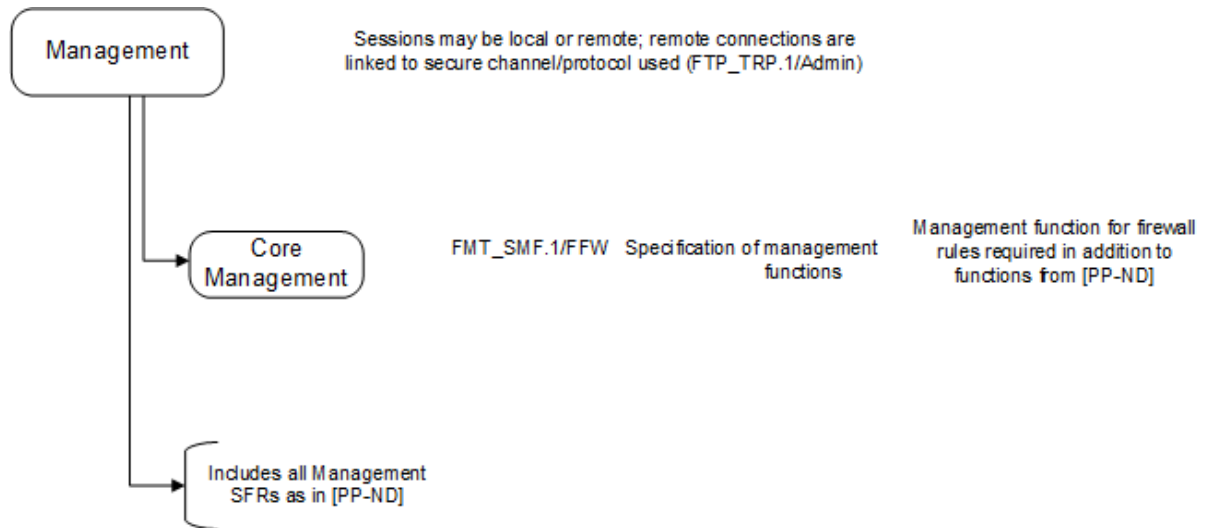 Management
Sessions may be local or remote; remote connections are
linked to secure channel/protocol used (FTP_TRP.1/Admin)
Core
Management
FMT_SMF.1/FFW
Specification of management
functions
Management function for firewall
rules required in addition to
functions from [PP-ND]
Includes all Management
SFRs as in [PP-ND]